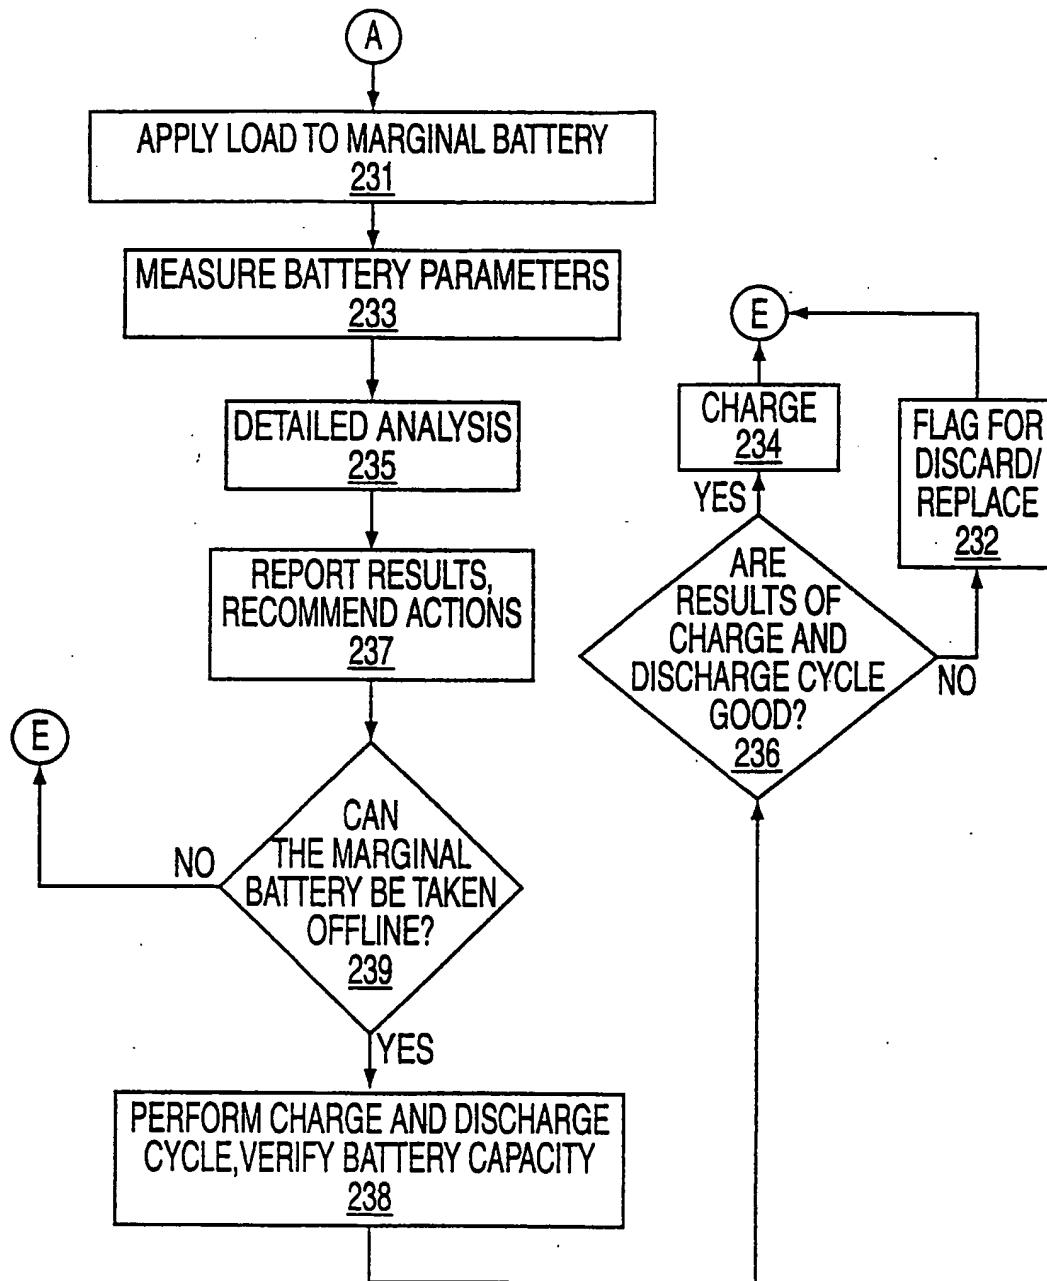 A
APPLY LOAD TO MARGINAL BATTERY
231
MEASURE BATTERY PARAMETERS
233
DETAILED ANALYSIS
235
REPORT RESULTS,
RECOMMEND ACTIONS
237
E
NO
CAN
THE MARGINAL
BATTERY BE TAKEN
OFFLINE?
239
YES
PERFORM CHARGE AND DISCHARGE
CYCLE,VERIFY BATTERY CAPACITY
238
E
CHARGE
234
YES
FLAG FOR
DISCARD/
REPLACE
232
ARE
RESULTS OF
CHARGE AND
DISCHARGE CYCLE
GOOD?
236
NO